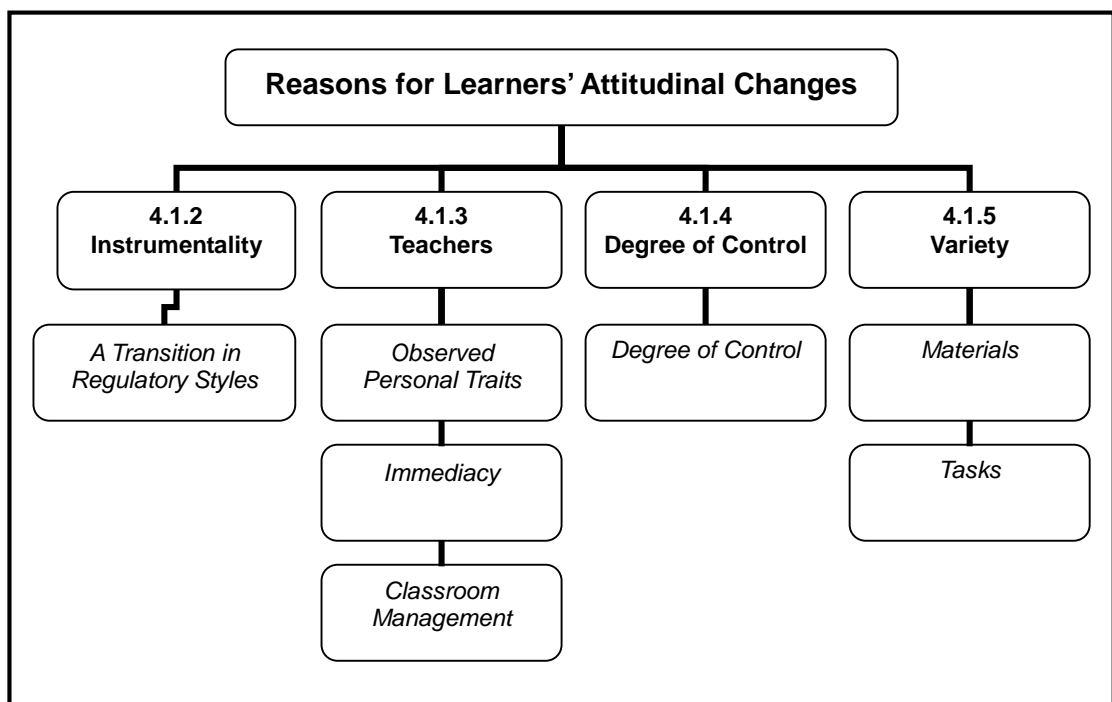 Reasons for Learners’ Attitudinal Changes
4.1.2
Instrumentality
4.1.3
Teachers
4.1.4
Degree of Control
4.1.5
Variety
A Transition in
Regulatory Styles
Observed
Personal Traits
Degree of Control
Materials
Immediacy
Tasks
Classroom
Management